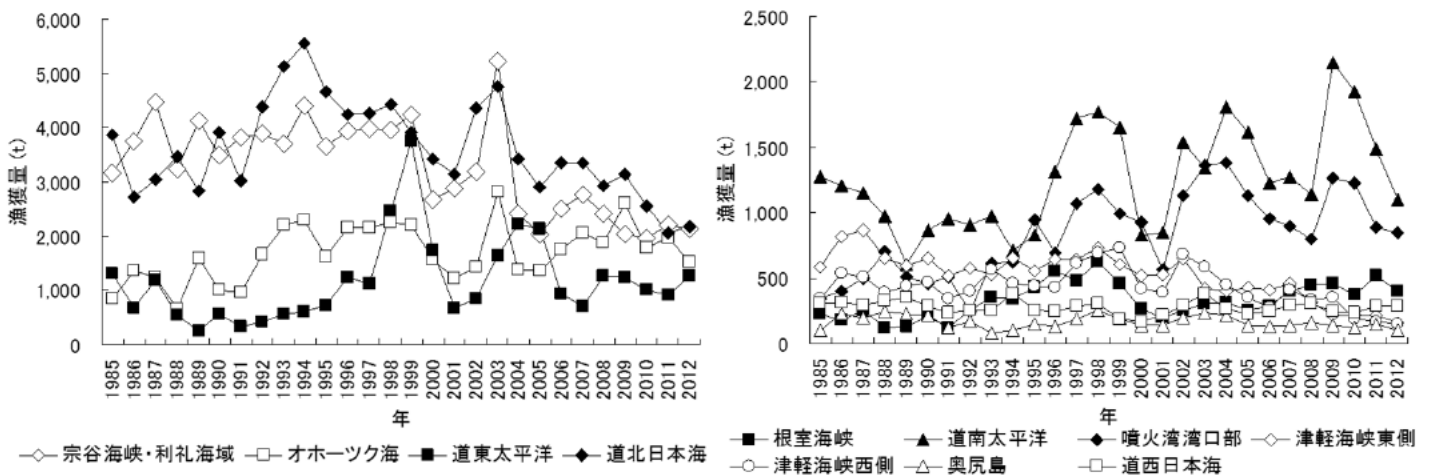 6,000
5,000
4,000
3,000
2,000
1,000
0
漁獲量(t)
1985 1986 1987 1988 1989 1990 1991 1992 1993 1994 1995 1996 1997 1998 1999 2000 2001 2002 2003 2004 2005 2006 2007 2008 2009 2010 2011 2012
年
宗谷海峡・利礼海域 オホーツク海 道東太平洋 道北日本海
2,500
2,000
1,500
1,000
500
0
漁獲量(t)
1985 1986 1987 1988 1989 1990 1991 1992 1993 1994 1995 1996 1997 1998 1999 2000 2001 2002 2003 2004 2005 2006 2007 2008 2009 2010 2011 2012
年
根室海峡 道南太平洋 噴火湾湾口部 津軽海峡東側
津軽海峡西側 奥尻島 道西日本海